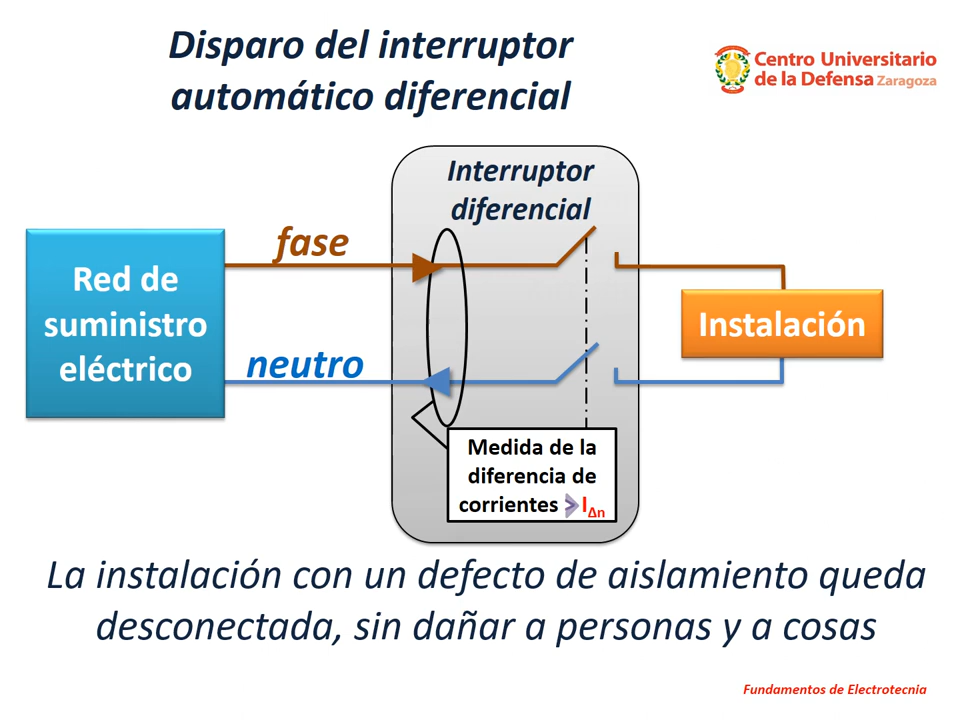 Disparo del interruptor
automático diferencial
Centro Universitario
de la Defensa Zaragoza
Interruptor
diferencial
fase
Red de
suministro
eléctrico
Instalación
neutro
Medida de la
diferencia de
corrientes > IΔn
La instalación con un defecto de aislamiento queda
desconectada, sin dañar a personas y a cosas
Fundamentos de Electrotecnia